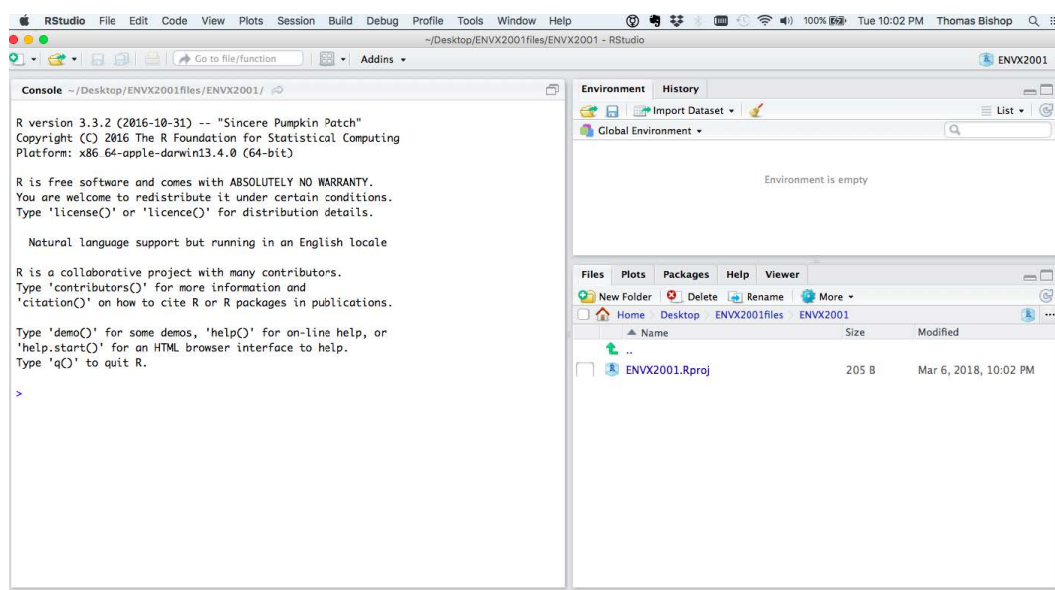 RStudio File Edit Code View Plots Session Build Debug Profile Tools Window Help 100% Tue 10:02 PM Thomas Bishop
~/Desktop/ENVX2001files/ENVX2001 - RStudio
Go to file/function Addins ENVX2001
Console ~/Desktop/ENVX2001files/ENVX2001/
R version 3.3.2 (2016-10-31) -- "Sincere Pumpkin Patch"
Copyright (C) 2016 The R Foundation for Statistical Computing
Platform: x86_64-apple-darwin13.4.0 (64-bit)
R is free software and comes with ABSOLUTELY NO WARRANTY.
You are welcome to redistribute it under certain conditions.
Type 'license()' or 'licence()' for distribution details.
Natural language support but running in an English locale
R is a collaborative project with many contributors.
Type 'contributors()' for more information and
'citation()' on how to cite R or R packages in publications.
Type 'demo()' for some demos, 'help()' for on-line help, or
'help.start()' for an HTML browser interface to help.
Type 'q()' to quit R.
>
Environment History
Import Dataset List
Global Environment
Environment is empty
Files Plots Packages Help Viewer
New Folder Delete Rename More
Home Desktop ENVX2001files ENVX2001 ...
Name Size Modified
..
ENVX2001.Rproj 205 B Mar 6, 2018, 10:02 PM